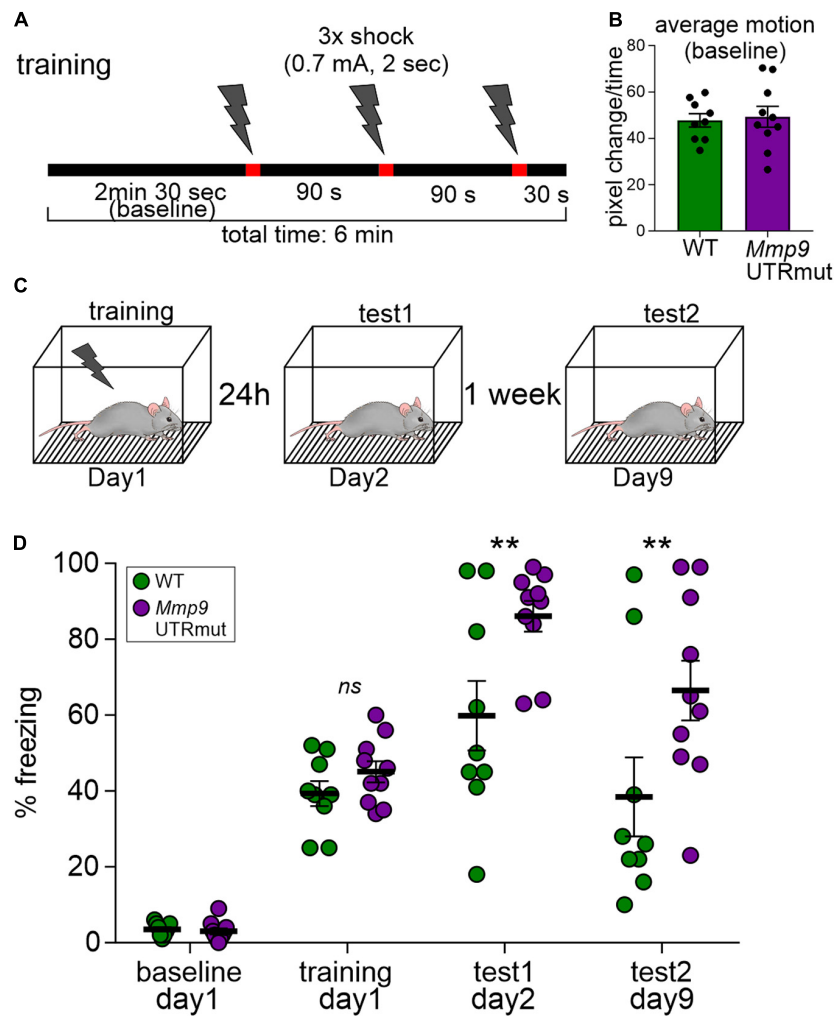 A
training
3x shock
(0.7 mA, 2 sec)
2min 30 sec
(baseline)
90 s
90 s
30 s
total time: 6 min
B
average motion
(baseline)
pixel change/time
80
60
40
20
0
WT
Mmp9
UTRmut
C
training
test1
test2
24h
1 week
Day1
Day2
Day9
D
% freezing
100
80
60
40
20
0
WT
Mmp9
UTRmut
ns
**
**
baseline
day1
training
day1
test1
day2
test2
day9